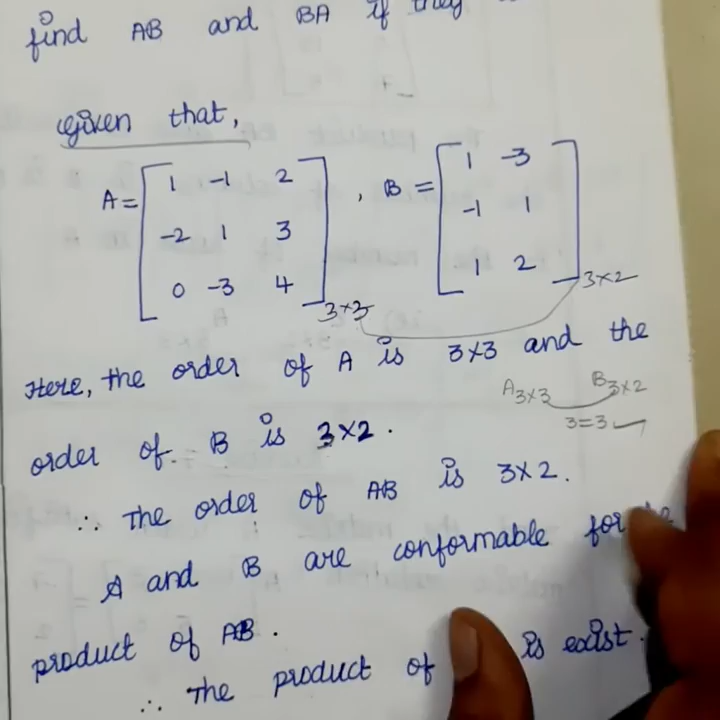 find AB and BA if they
given that,
A = [ 1 -1 2 -2 1 3 0 -3 4 ] 3×3 , B = [ 1 -3 -1 1 1 2 ] 3×2
Here, the order of A is 3×3 and the
A 3×3 B 3×2
3=3
order of B is 3×2.
∴ The order of AB is 3×2.
A and B are conformable for
product of AB.
∴ The product of is exist.